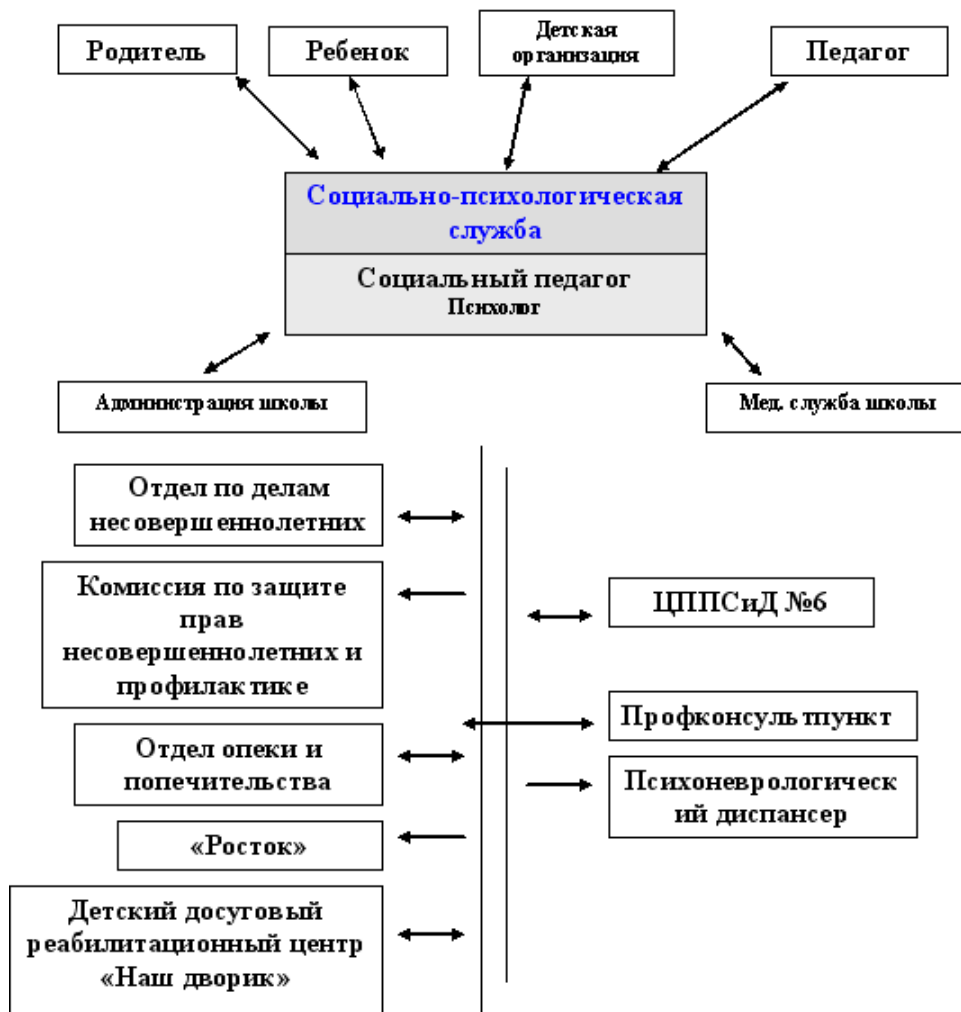 Родитель
Ребенок
Детская
организация
Педагог
Социально-психологическая
служба
Социальный педагог
Психолог
Администрация школы
Мед. служба школы
Отдел по делам
несовершеннолетних
Комиссия по защите
прав
несовершеннолетних и
профилактике
ЦППСиД №6
Отдел опеки и
попечительства
Профконсультпункт
Психоневрологическ
ий диспансер
«Росток»
Детский досуговый
реабилитационный центр
«Наш дворик»